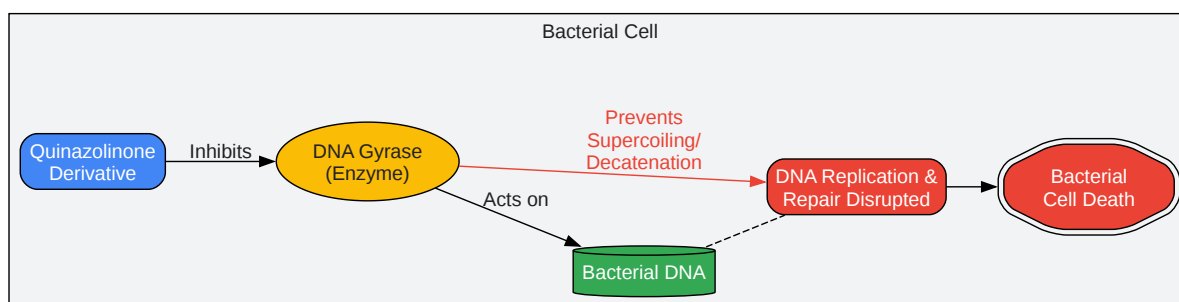 Bacterial Cell
Quinazolinone
Derivative
Inhibits
DNA Gyrase
(Enzyme)
Prevents
Supercoiling/
Decatenation
Acts on
Bacterial DNA
DNA Replication &
Repair Disrupted
Bacterial
Cell Death